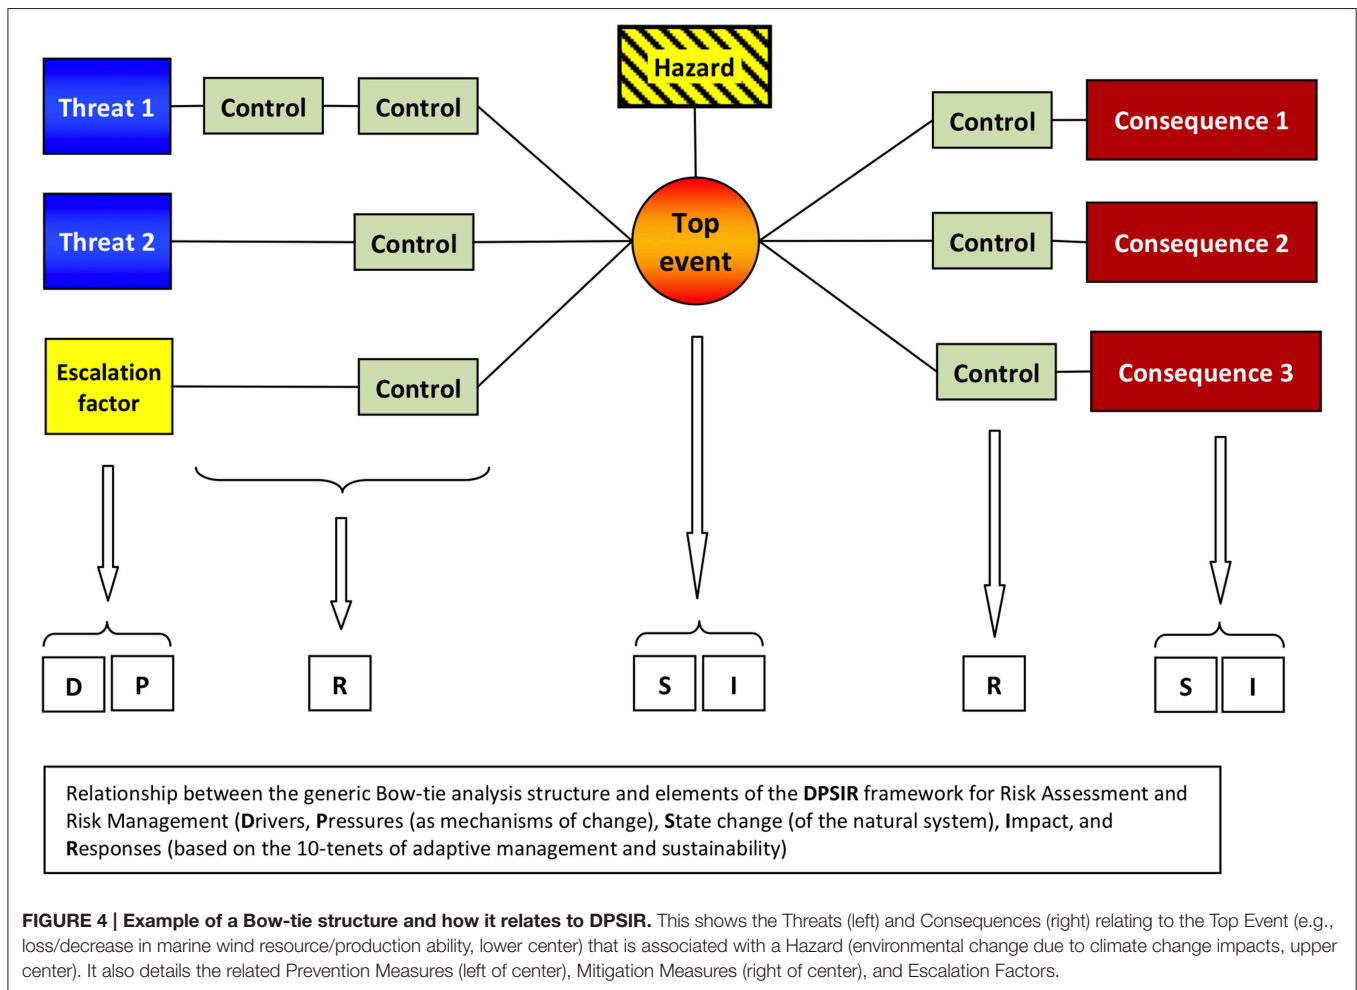 Hazard
Threat 1
Control
Control
Control
Consequence 1
Top
event
Threat 2
Control
Control
Consequence 2
Escalation
factor
Control
Control
Consequence 3
D
P
R
S
I
R
S
I
Relationship between the generic Bow-tie analysis structure and elements of the DPSIR framework for Risk Assessment and
Risk Management (Drivers, Pressures (as mechanisms of change), State change (of the natural system), Impact, and
Responses (based on the 10-tenets of adaptive management and sustainability)
FIGURE 4 | Example of a Bow-tie structure and how it relates to DPSIR. This shows the Threats (left) and Consequences (right) relating to the Top Event (e.g.,
loss/decrease in marine wind resource/production ability, lower center) that is associated with a Hazard (environmental change due to climate change impacts, upper
center). It also details the related Prevention Measures (left of center), Mitigation Measures (right of center), and Escalation Factors.